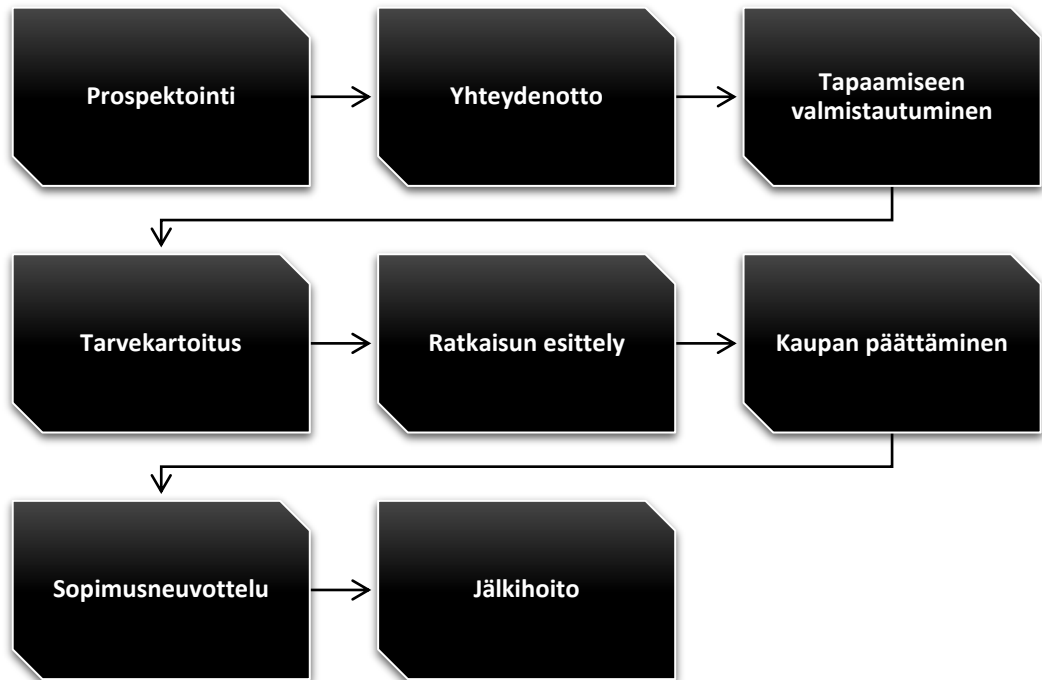 Prospektointi
Yhteydenotto
Tapaamiseen
valmistautuminen
Tarvekartoitus
Ratkaisun esittely
Kaupan päättäminen
Sopimusneuvottelu
Jälkihoito